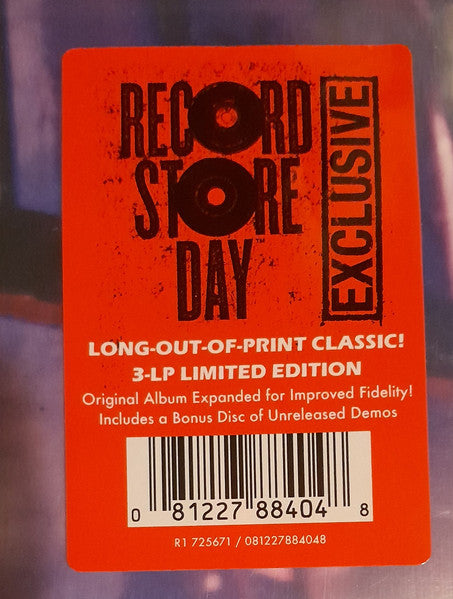 RECORD
STORE
DAY
EXCLUSIVE
LONG-OUT-OF-PRINT CLASSIC!
3-LP LIMITED EDITION
Original Album Expanded for Improved Fidelity!
Includes a Bonus Disc of Unreleased Demos
0 81227 88404 8
R1 725671 / 081227884048